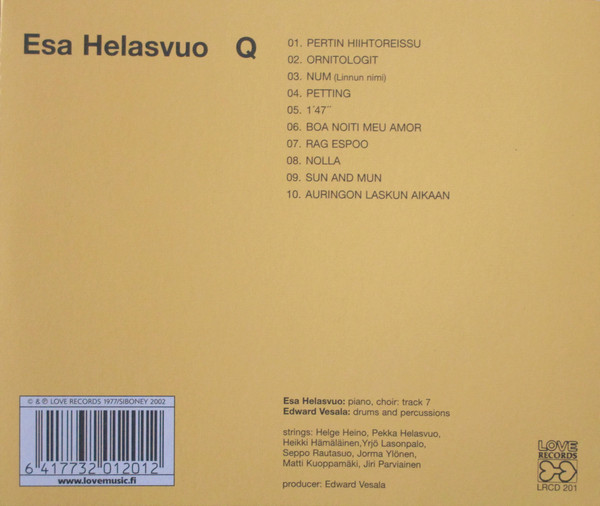 Esa Helasvuo Q
01. PERTIN HIIHTOREISSU
02. ORNITOLOGIT
03. NUM (Linnun nimi)
04. PETTING
05. 1´47´´
06. BOA NOITI MEU AMOR
07. RAG ESPOO
08. NOLLA
09. SUN AND MUN
10. AURINGON LASKUN AIKAAN
© & ℗ LOVE RECORDS 1977/SIBONEY 2002
6 417732 012012
www.lovemusic.fi
Esa Helasvuo: piano, choir: track 7
Edward Vesala: drums and percussions
strings: Helge Heino, Pekka Helasvuo,
Heikki Hämäläinen,Yrjö Lasonpalo,
Seppo Rautasuo, Jorma Ylönen,
Matti Kuoppamäki, Jiri Parviainen
producer: Edward Vesala
LOVE
RECORDS
LRCD 201